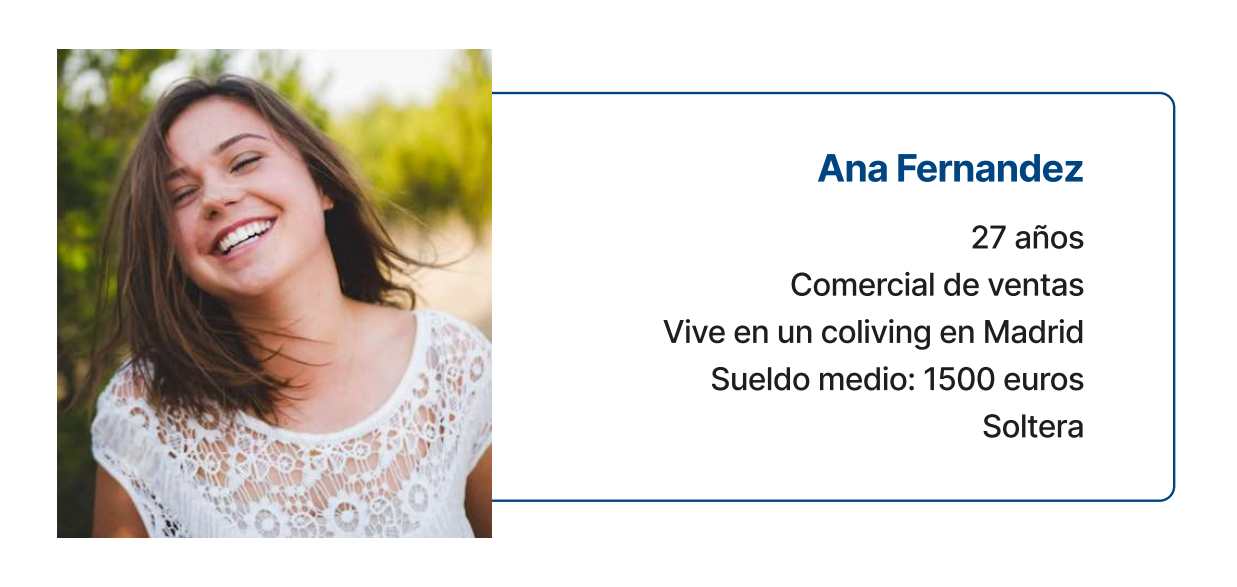 Ana Fernandez
27 años
Comercial de ventas
Vive en un coliving en Madrid
Sueldo medio: 1500 euros
Soltera